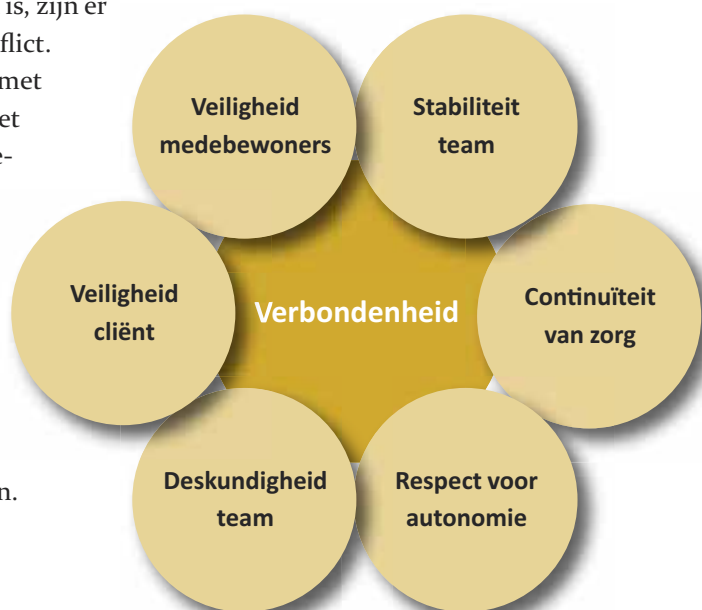 is, zijn er
flict.
met
et
e-
n.
Veiligheid
medebewoners
Stabiliteit
team
Veiligheid
cliënt
Verbondenheid
Continuïteit
van zorg
Deskundigheid
team
Respect voor
autonomie